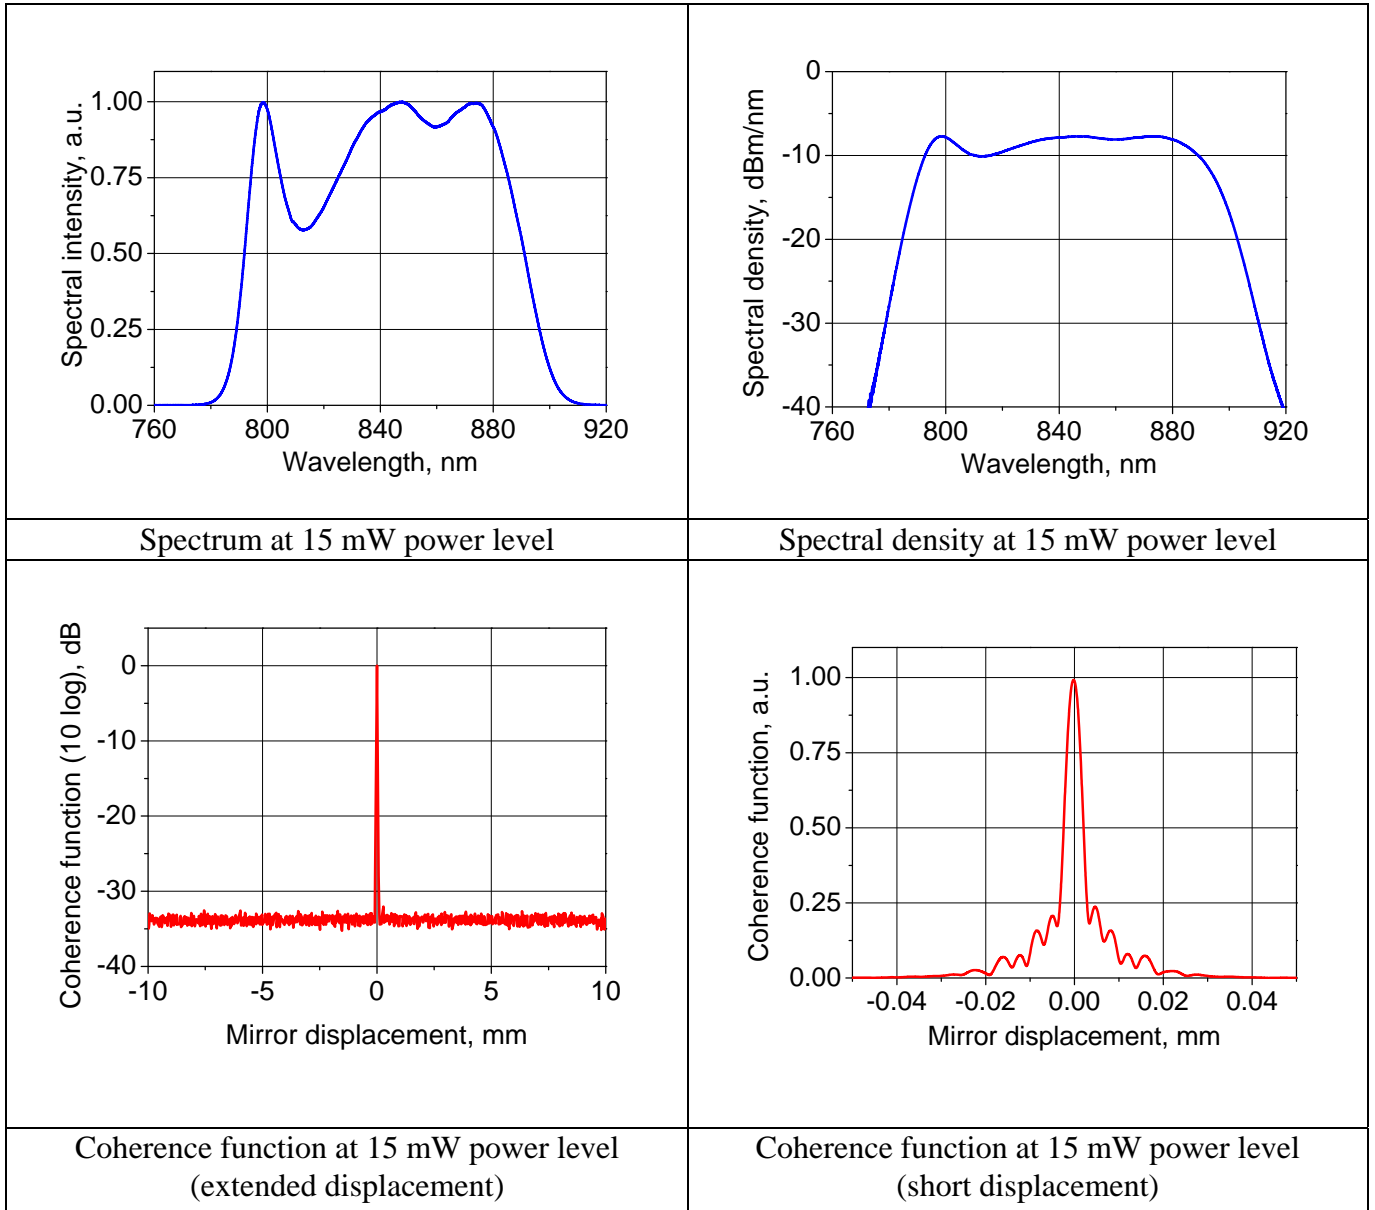 Spectral intensity, a.u.
1.00
0.75
0.50
0.25
0.00
760 800 840 880 920
Wavelength, nm
Spectrum at 15 mW power level
Spectral density, dBm/nm
0
-10
-20
-30
-40
760 800 840 880 920
Wavelength, nm
Spectral density at 15 mW power level
Coherence function (10 log), dB
0
-10
-20
-30
-40
-10 -5 0 5 10
Mirror displacement, mm
Coherence function at 15 mW power level
(extended displacement)
Coherence function, a.u.
1.00
0.75
0.50
0.25
0.00
-0.04 -0.02 0.00 0.02 0.04
Mirror displacement, mm
Coherence function at 15 mW power level
(short displacement)